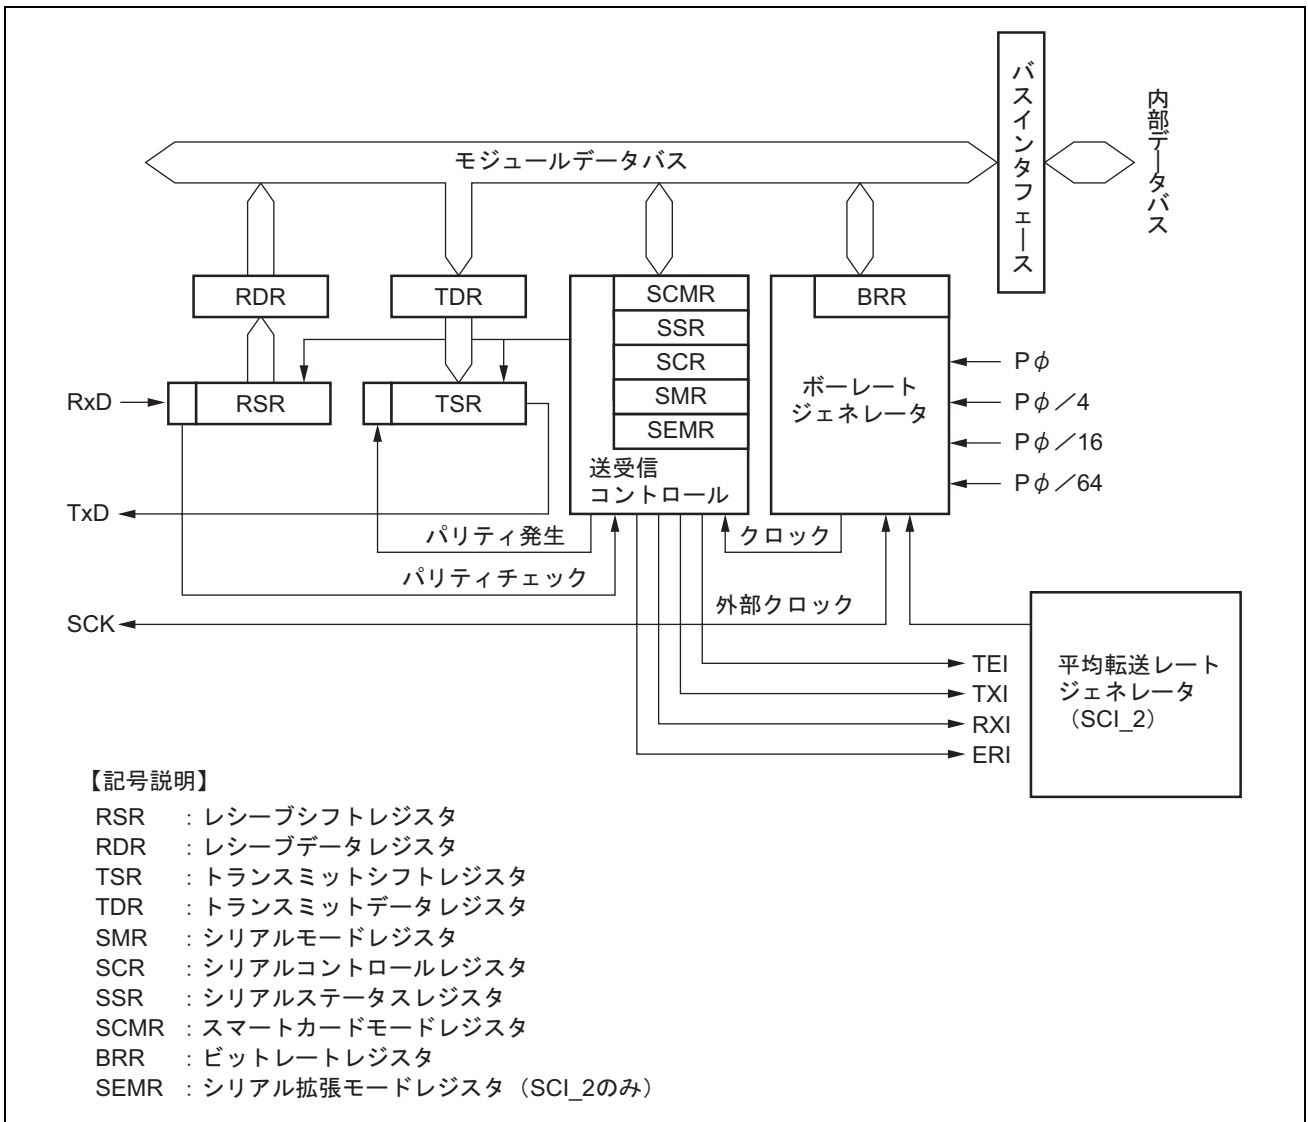 バスインタフェース
内部データバス
モジュールデータバス
RDR
TDR
SCMR
SSR
SCR
SMR
SEMR
送受信
コントロール
BRR
ボーレート
ジェネレータ
Pφ
Pφ／4
Pφ／16
Pφ／64
RxD
RSR
TSR
TxD
パリティ発生
クロック
パリティチェック
外部クロック
SCK
TEI
TXI
RXI
ERI
平均転送レート
ジェネレータ
（SCI_2）
【記号説明】
RSR ：レシーブシフトレジスタ
RDR ：レシーブデータレジスタ
TSR ：トランスミットシフトレジスタ
TDR ：トランスミットデータレジスタ
SMR ：シリアルモードレジスタ
SCR ：シリアルコントロールレジスタ
SSR ：シリアルステータスレジスタ
SCMR ：スマートカードモードレジスタ
BRR ：ビットレートレジスタ
SEMR ：シリアル拡張モードレジスタ（SCI_2のみ）